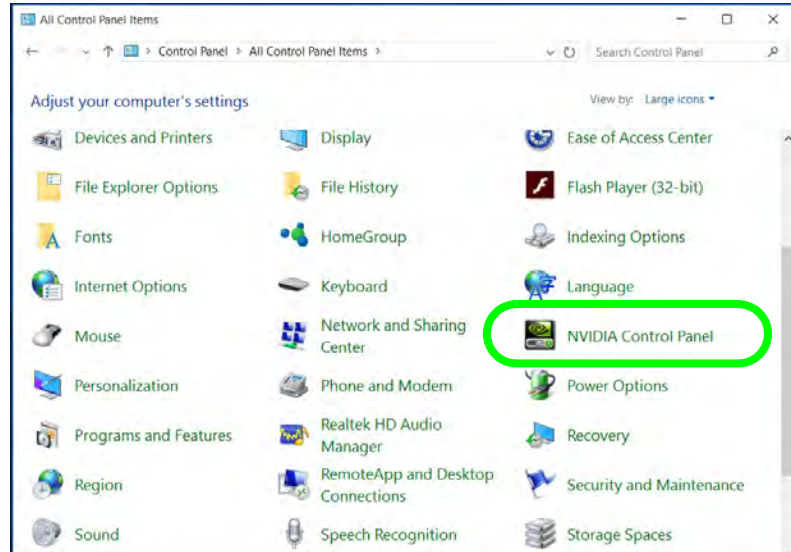 All Control Panel Items
Control Panel > All Control Panel Items >
Search Control Panel
Adjust your computer's settings
View by: Large icons
Devices and Printers
Display
Ease of Access Center
File Explorer Options
File History
Flash Player (32-bit)
Fonts
HomeGroup
Indexing Options
Internet Options
Keyboard
Language
Mouse
Network and Sharing
Center
NVIDIA Control Panel
Personalization
Phone and Modem
Power Options
Programs and Features
Realtek HD Audio
Manager
Recovery
Region
RemoteApp and Desktop
Connections
Security and Maintenance
Sound
Speech Recognition
Storage Spaces